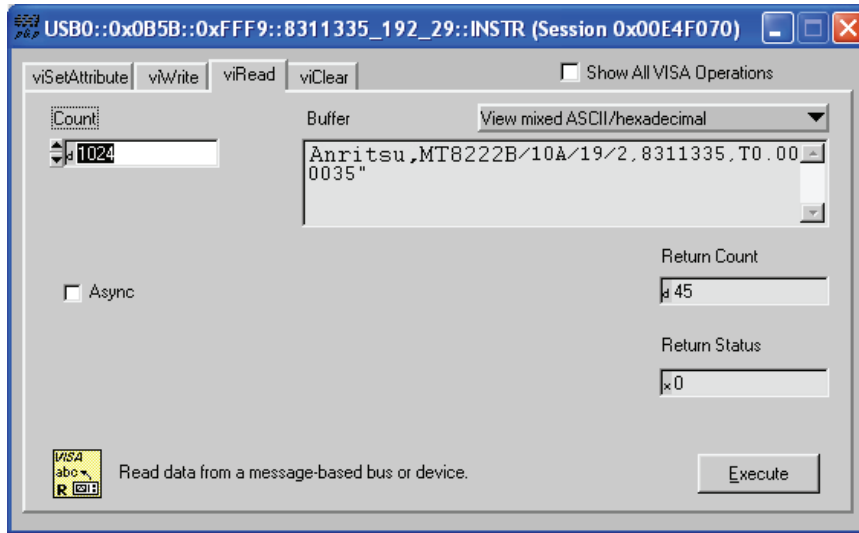 USB0::0x0B5B::0xFFF9::8311335_192_29::INSTR (Session 0x00E4F070)
viSetAttribute viWrite viRead viClear Show All VISA Operations
Count Buffer View mixed ASCII/hexadecimal
d 1024
Anritsu,MT8222B/10A/19/2,8311335,T0.00
0035"
Return Count
Async
d 45
Return Status
x 0
VISA
abc
R
Read data from a message-based bus or device.
Execute